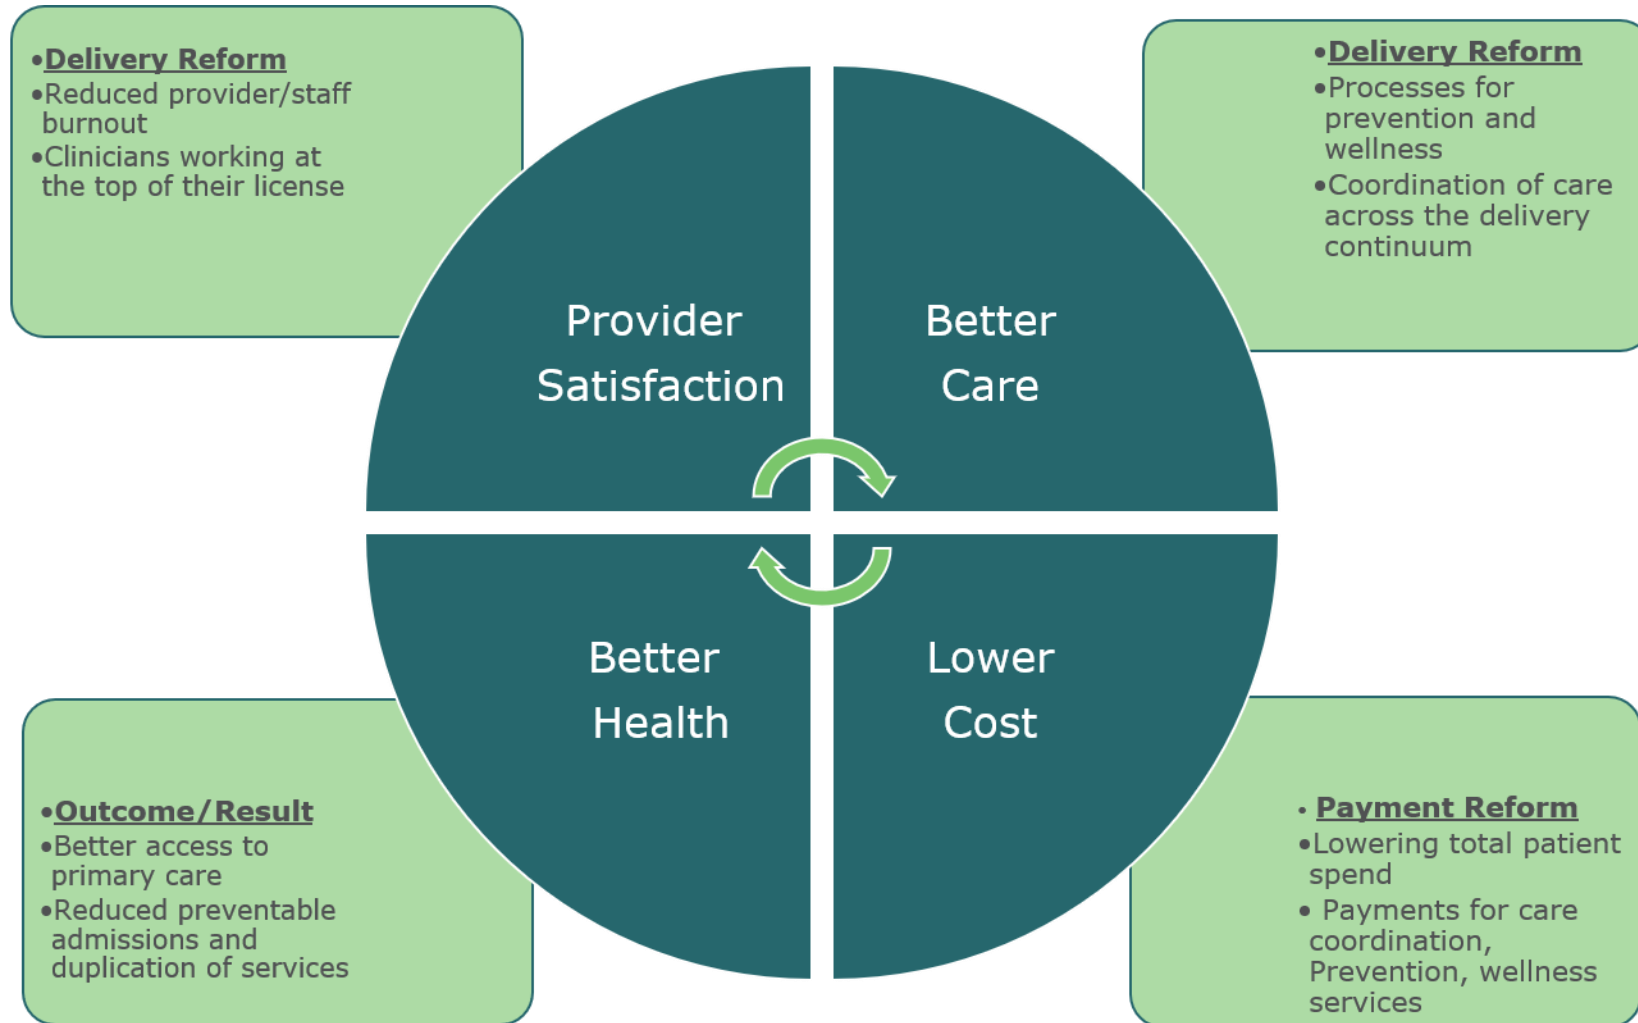 •Delivery Reform
•Reduced provider/staff
burnout
•Clinicians working at
the top of their license
•Delivery Reform
•Processes for
prevention and
wellness
•Coordination of care
across the delivery
continuum
Provider
Satisfaction
Better
Care
Better
Health
Lower
Cost
•Outcome/Result
•Better access to
primary care
•Reduced preventable
admissions and
duplication of services
• Payment Reform
•Lowering total patient
spend
• Payments for care
coordination,
Prevention, wellness
services